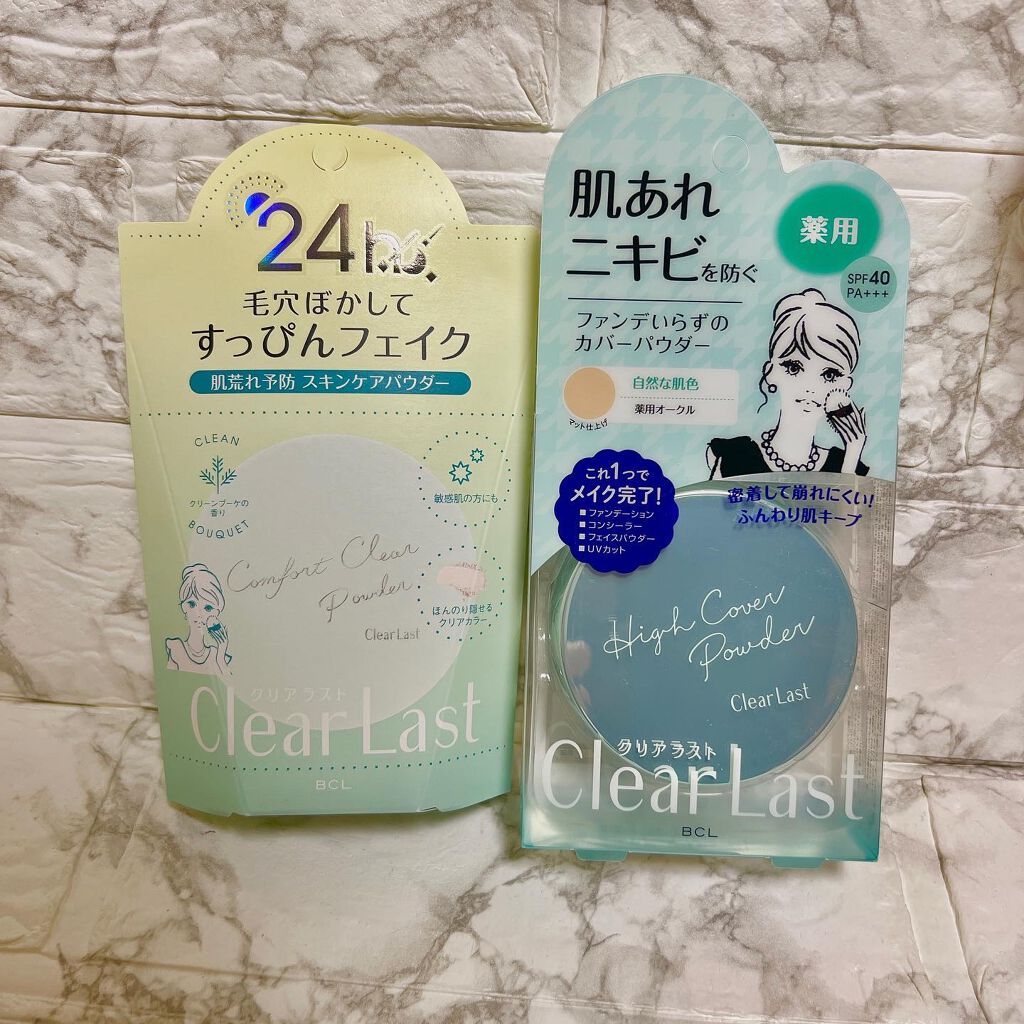 24h.
毛穴ぼかして
すっぴんフェイク
肌荒れ予防 スキンケアパウダー
CLEAN
クリーンブーケの
香り
BOUQUET
敏感肌の方にも
Comfort Clear
Powder
ClearLast
ほんのり隠せる
クリアカラー
クリアラスト
Clear Last
BCL
肌あれ
ニキビを防ぐ
薬用
SPF40
PA+++
ファンデいらずの
カバーパウダー
自然な肌色
薬用オークル
マット仕上げ
これ1つで
メイク完了!
■ファンデーション
■コンシーラー
■フェイスパウダー
■UVカット
密着して崩れにくい!
ふんわり肌キープ
High Cover
Powder
ClearLast
クリアラスト
Clear Last
BCL